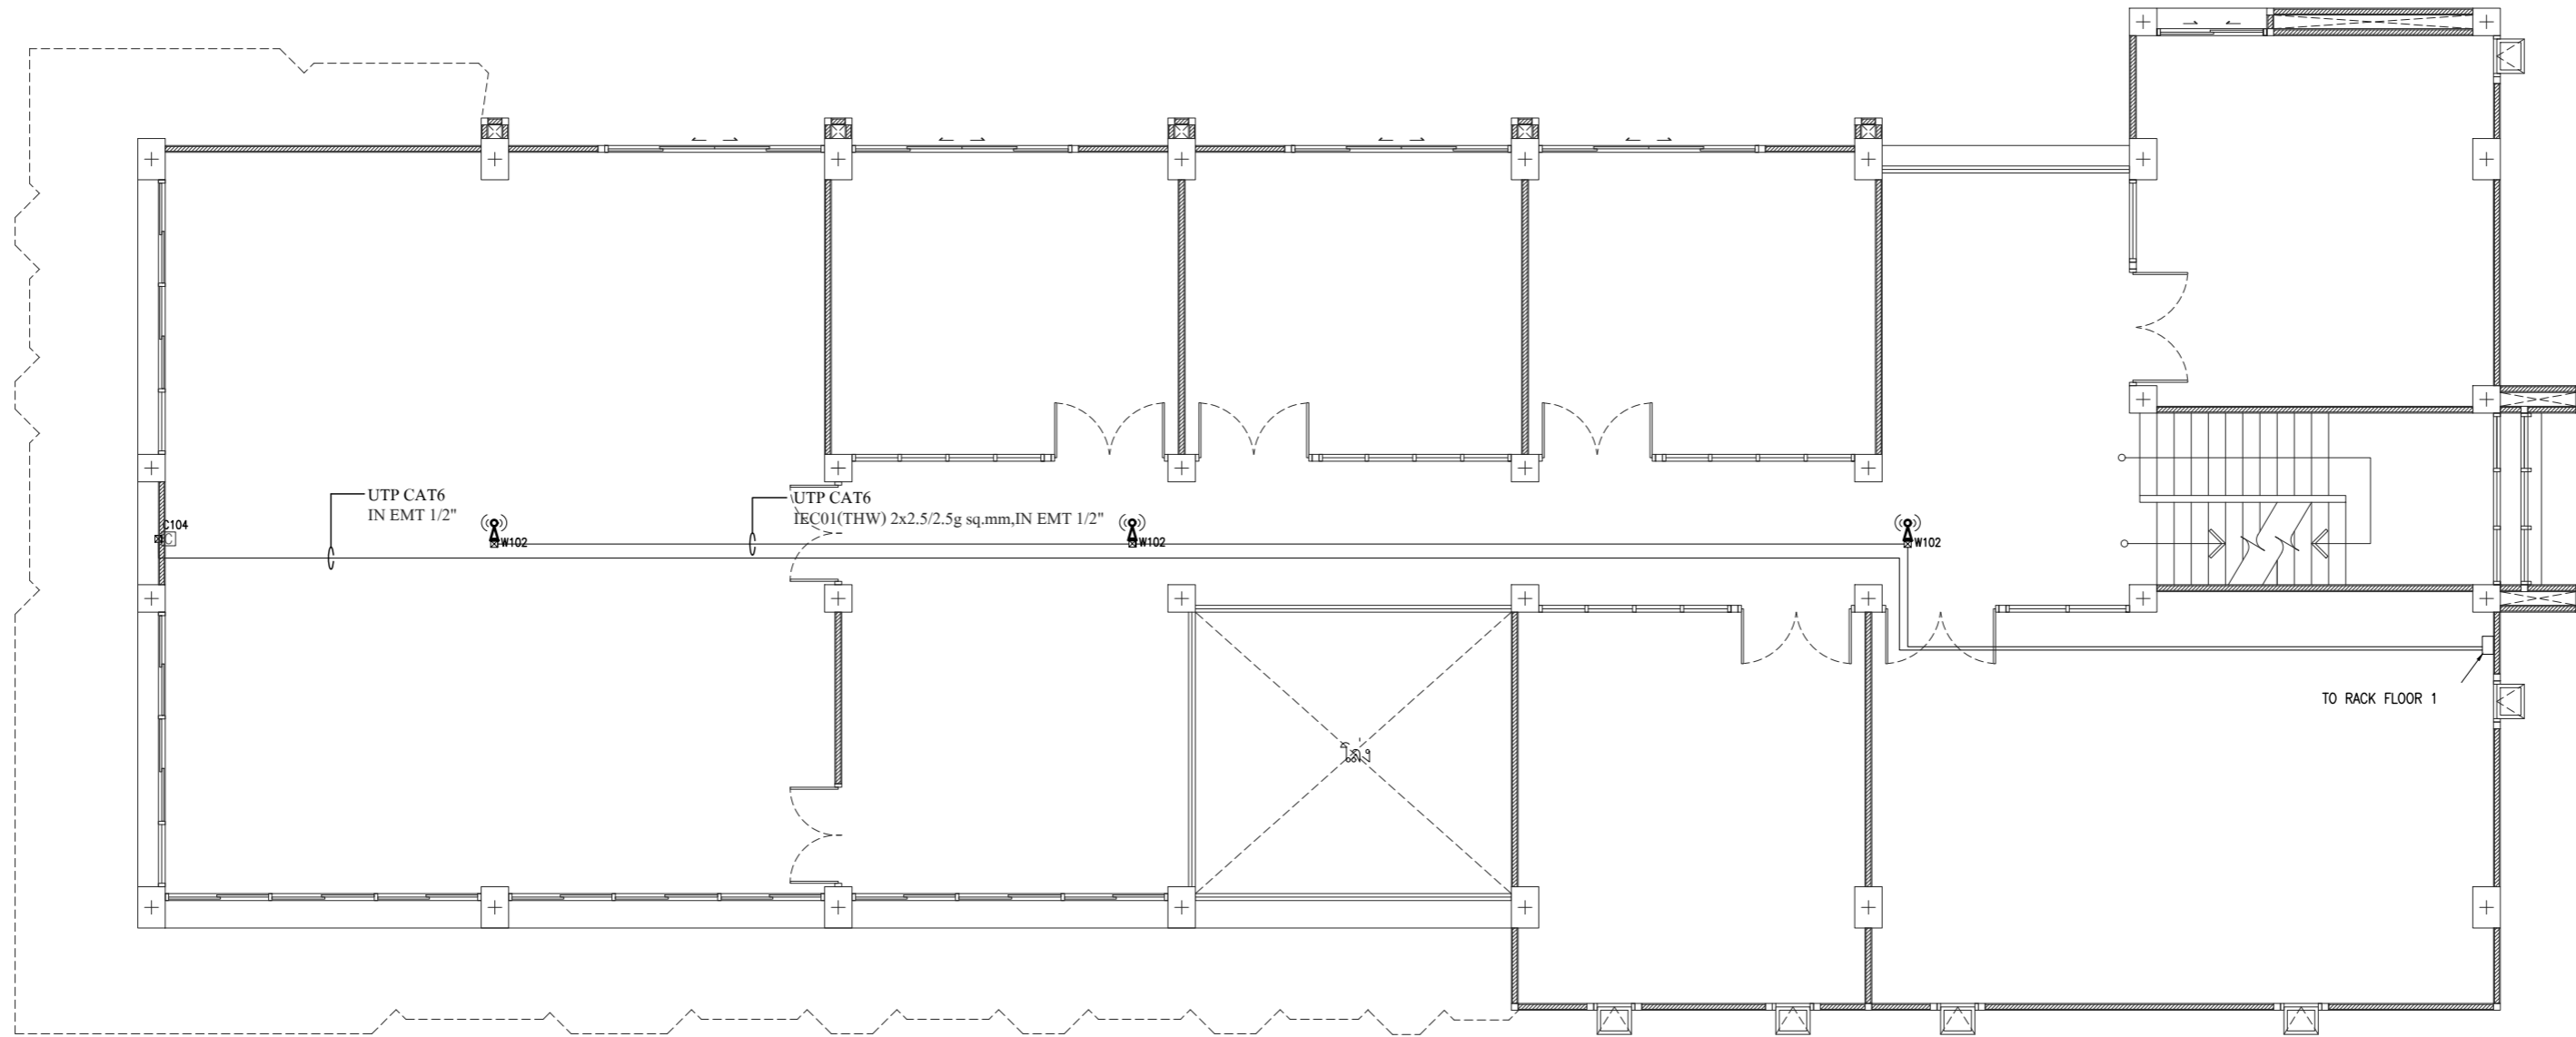 UTP CAT6
IN EMT 1/2"
UTP CAT6
IEC01(THW) 2x2.5/2.5g sq.mm,IN EMT 1/2"
C104
C
W102
W102
W102
TO RACK FLOOR 1